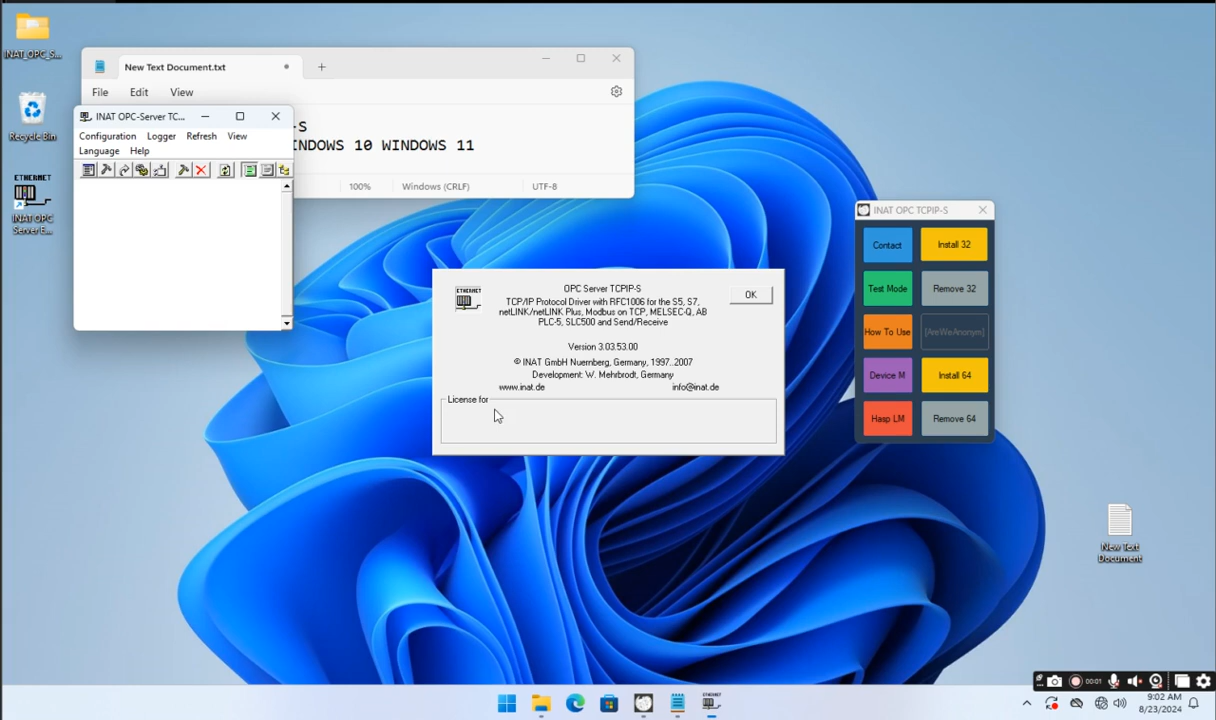 INAT_OPC_S...
Recycle Bin
ETHERNET
INAT OPC
Server E...
New Text Document.txt
File Edit View
-S
INDOWS 10 WINDOWS 11
100% Windows (CRLF) UTF-8
INAT OPC-Server TC...
Configuration Logger Refresh View
Language Help
ETHERNET
OPC Server TCPIP-S
OK
TCP/IP Protocol Driver with RFC1006 for the S5, S7,
netLINK/netLINK Plus, Modbus on TCP, MELSEC-Q, AB
PLC-5, SLC500 and Send/Receive
Version 3.03.53.00
© INAT GmbH Nuernberg, Germany, 1997..2007
Development: W. Mehrbrodt, Germany
www.inat.de info@inat.de
License for
INAT OPC TCPIP-S
Contact Install 32
Test Mode Remove 32
How To Use [AreWeAnonym]
Device M Install 64
Hasp LM Remove 64
New Text
Document
00:01
ETHERNET
9:02 AM
8/23/2024